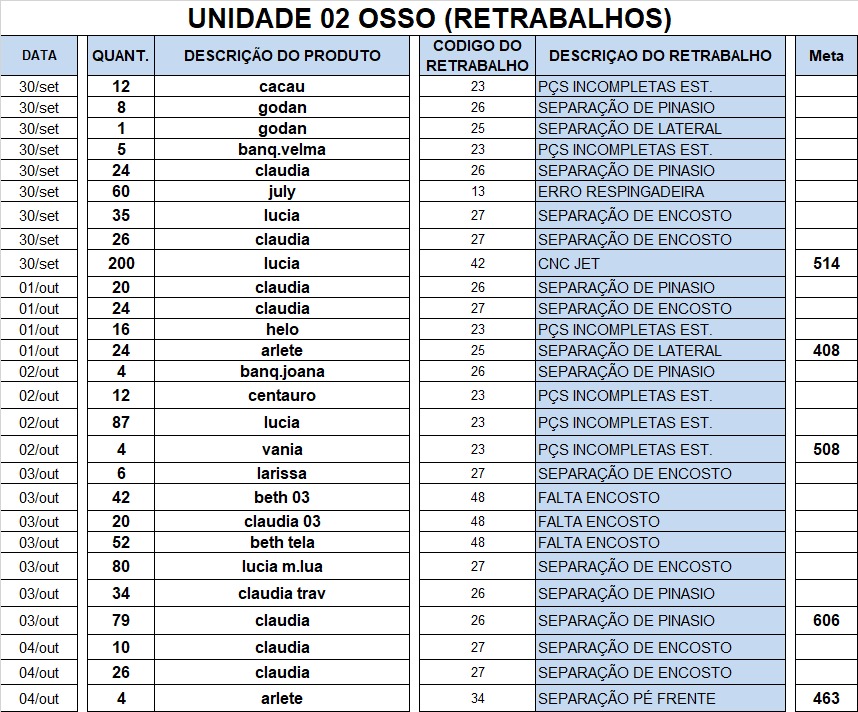 UNIDADE 02 OSSO (RETRABALHOS)
DATA QUANT. DESCRIÇÃO DO PRODUTO CODIGO DO RETRABALHO DESCRIÇAO DO RETRABALHO Meta
30/set 12 cacau 23 PÇS INCOMPLETAS EST.
30/set 8 godan 26 SEPARAÇÃO DE PINASIO
30/set 1 godan 25 SEPARAÇÃO DE LATERAL
30/set 5 banq.velma 23 PÇS INCOMPLETAS EST.
30/set 24 claudia 26 SEPARAÇÃO DE PINASIO
30/set 60 july 13 ERRO RESPINGADEIRA
30/set 35 lucia 27 SEPARAÇÃO DE ENCOSTO
30/set 26 claudia 27 SEPARAÇÃO DE ENCOSTO
30/set 200 lucia 42 CNC JET 514
01/out 20 claudia 26 SEPARAÇÃO DE PINASIO
01/out 24 claudia 27 SEPARAÇÃO DE ENCOSTO
01/out 16 helo 23 PÇS INCOMPLETAS EST.
01/out 24 arlete 25 SEPARAÇÃO DE LATERAL 408
02/out 4 banq.joana 26 SEPARAÇÃO DE PINASIO
02/out 12 centauro 23 PÇS INCOMPLETAS EST.
02/out 87 lucia 23 PÇS INCOMPLETAS EST.
02/out 4 vania 23 PÇS INCOMPLETAS EST. 508
03/out 6 larissa 27 SEPARAÇÃO DE ENCOSTO
03/out 42 beth 03 48 FALTA ENCOSTO
03/out 20 claudia 03 48 FALTA ENCOSTO
03/out 52 beth tela 48 FALTA ENCOSTO
03/out 80 lucia m.lua 27 SEPARAÇÃO DE ENCOSTO
03/out 34 claudia trav 26 SEPARAÇÃO DE PINASIO
03/out 79 claudia 26 SEPARAÇÃO DE PINASIO 606
04/out 10 claudia 27 SEPARAÇÃO DE ENCOSTO
04/out 26 claudia 27 SEPARAÇÃO DE ENCOSTO
04/out 4 arlete 34 SEPARAÇÃO PÉ FRENTE 463